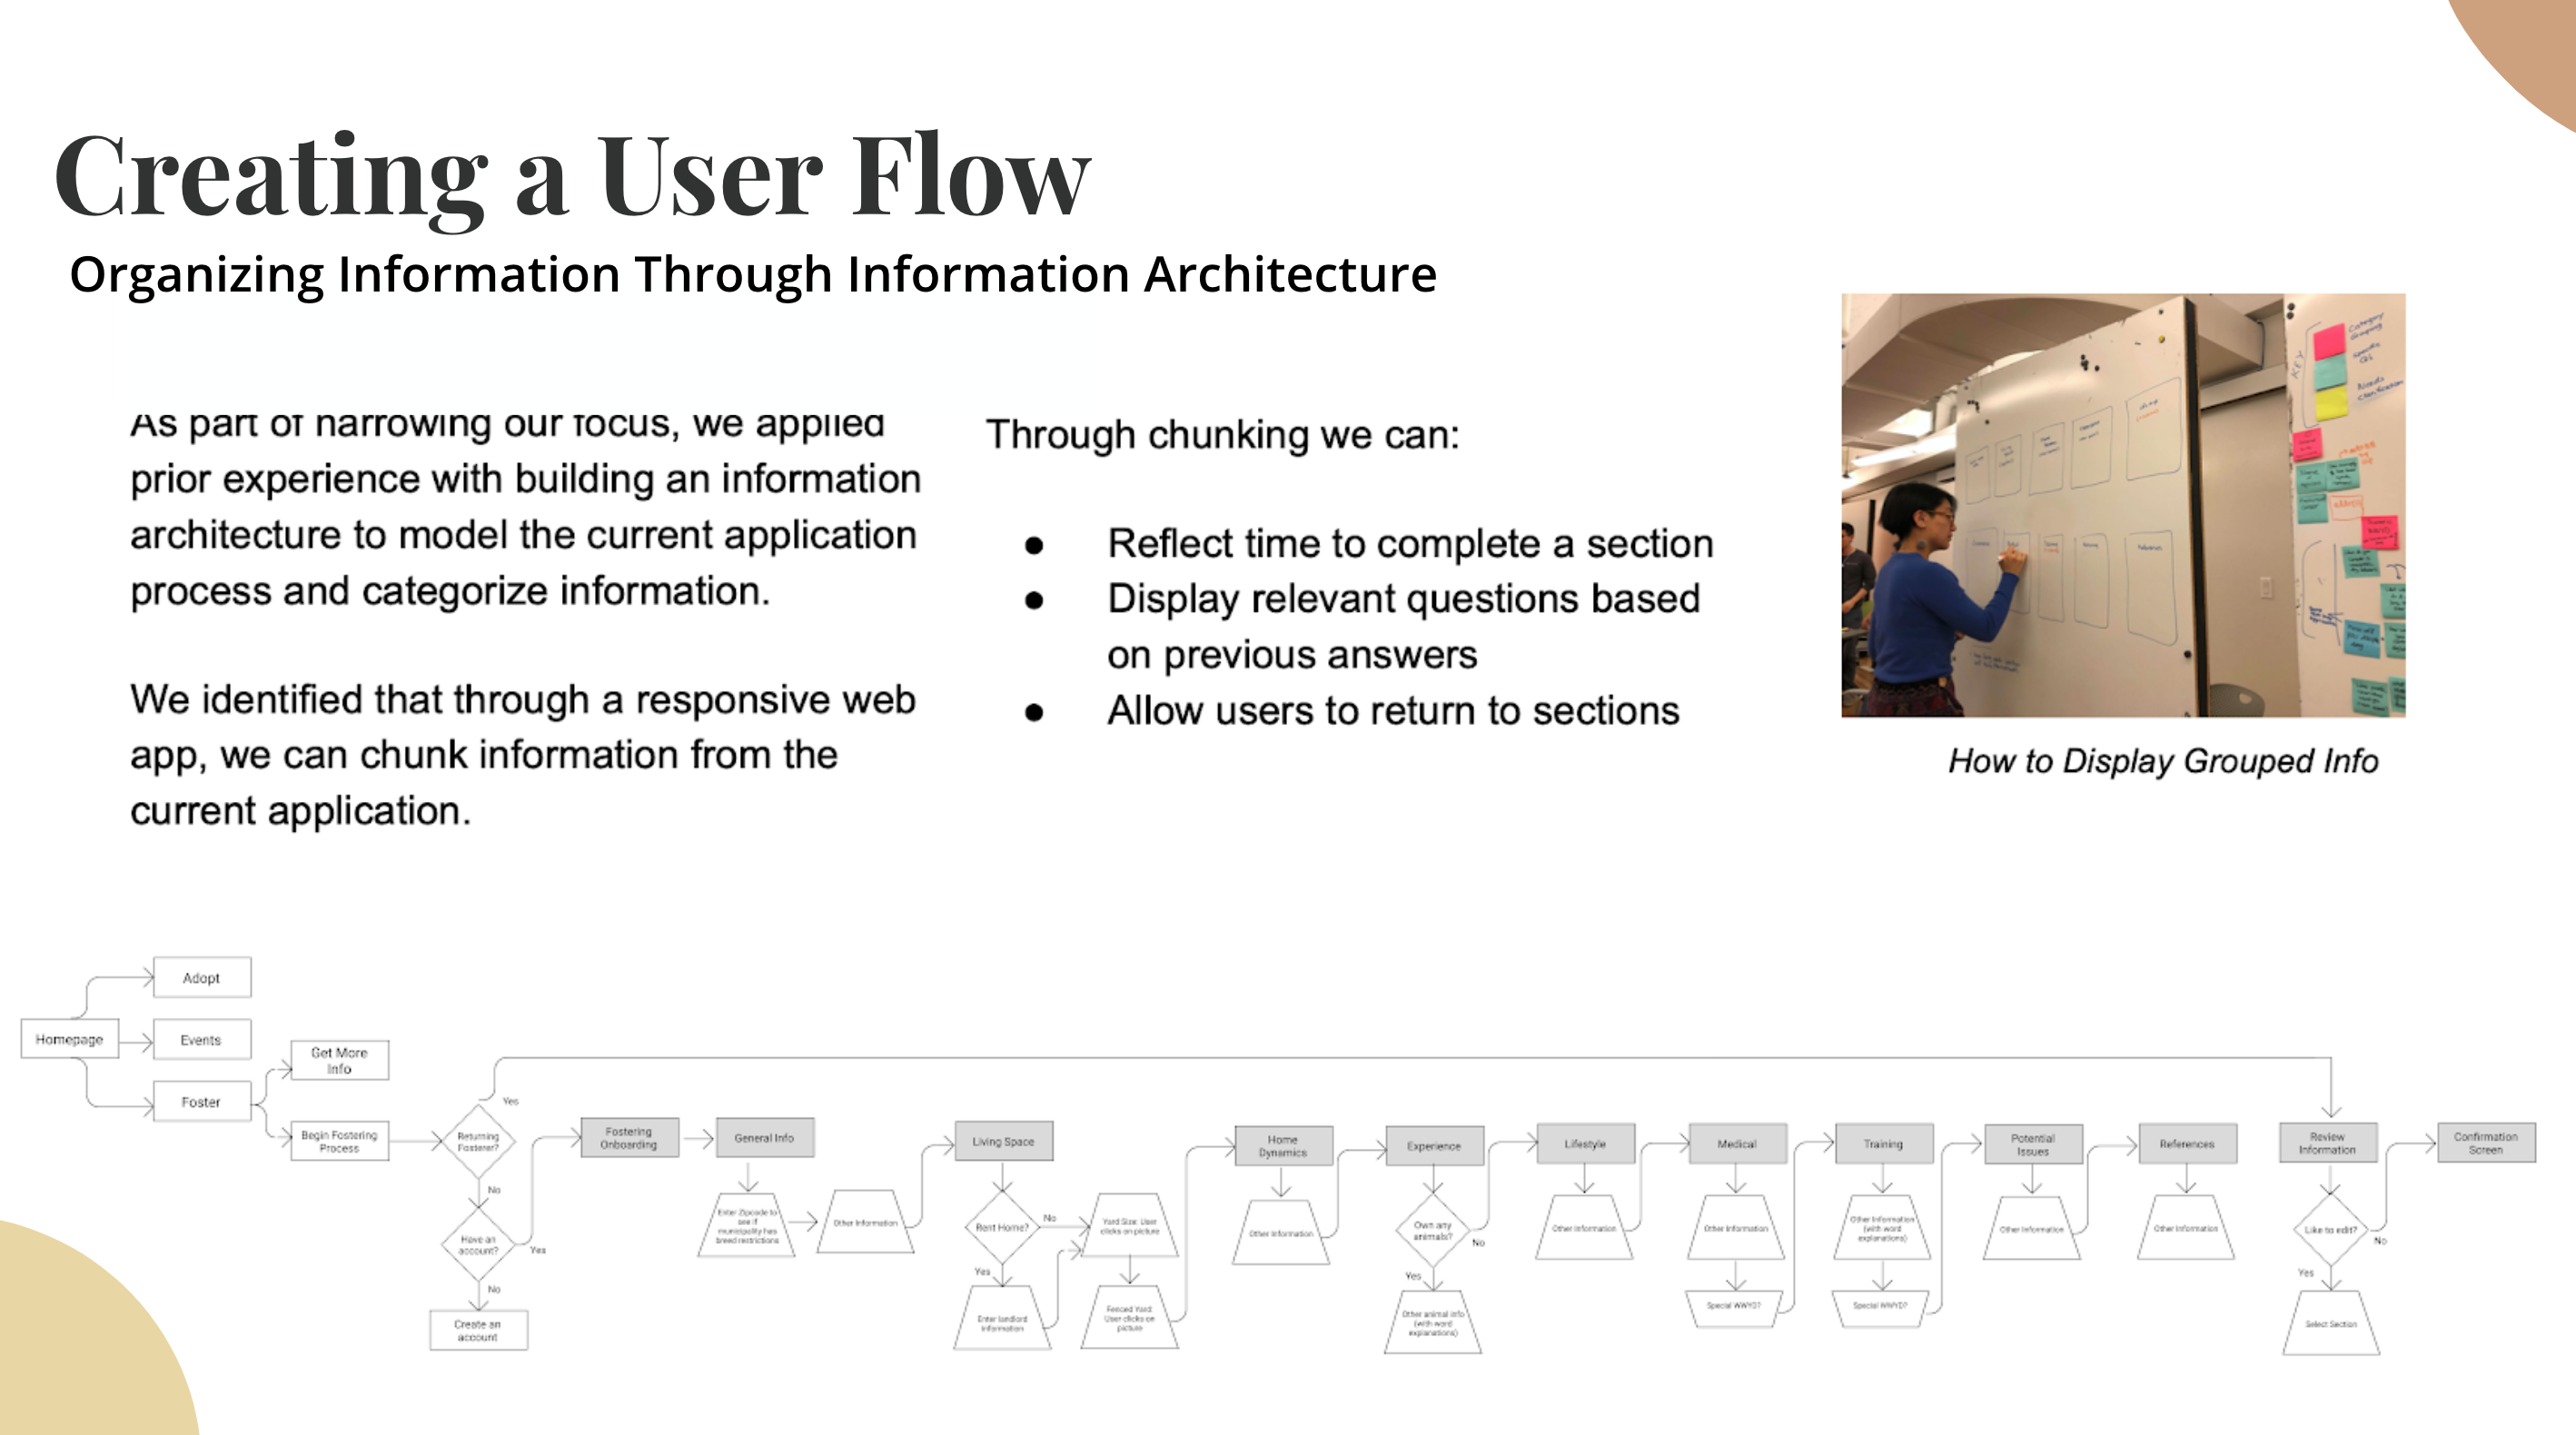 Creating a User Flow
Organizing Information Through Information Architecture
As part of narrowing our focus, we applied
prior experience with building an information
architecture to model the current application
process and categorize information.
We identified that through a responsive web
app, we can chunk information from the
current application.
Through chunking we can:
● Reflect time to complete a section
● Display relevant questions based
on previous answers
● Allow users to return to sections
KEY
Category
Grouping
Specific
Qs
Needs
Clarification
How to Display Grouped Info
Homepage
Adopt
Events
Foster
Get More
Info
Begin Fostering
Process
Returning
Fosterer?
Yes
No
Have an
account?
Yes
No
Create an
account
Fostering
Onboarding
General Info
Enter Zipcode to
see if
municipality has
breed restrictions
Other Information
Living Space
Rent Home?
No
Yes
Enter landlord
information
Yard Size: User
clicks on picture
Fenced Yard:
User clicks on
picture
Home
Dynamics
Other Information
Experience
Own any
animals?
No
Yes
Other animal info
(with word
explanations)
Lifestyle
Other Information
Medical
Other Information
Special WWYD?
Training
Other Information
(with word
explanations)
Special WWYD?
Potential
Issues
Other Information
References
Other Information
Review
Information
Like to edit?
No
Yes
Select Section
Confirmation
Screen